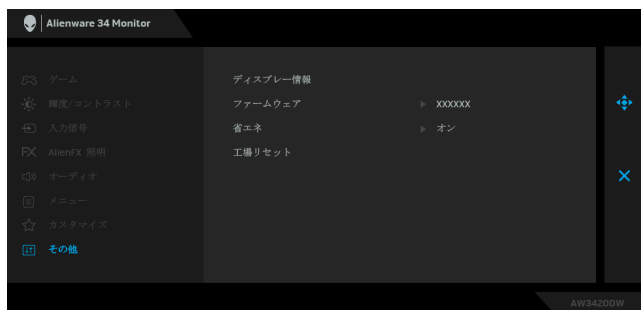 Alienware 34 Monitor
ゲーム
輝度/コントラスト
入力信号
AlienFX 照明
オーディオ
メニュー
カスタマイズ
その他
ディスプレー情報
ファームウェア XXXXXX
省エネ オン
工場リセット
AW3420DW